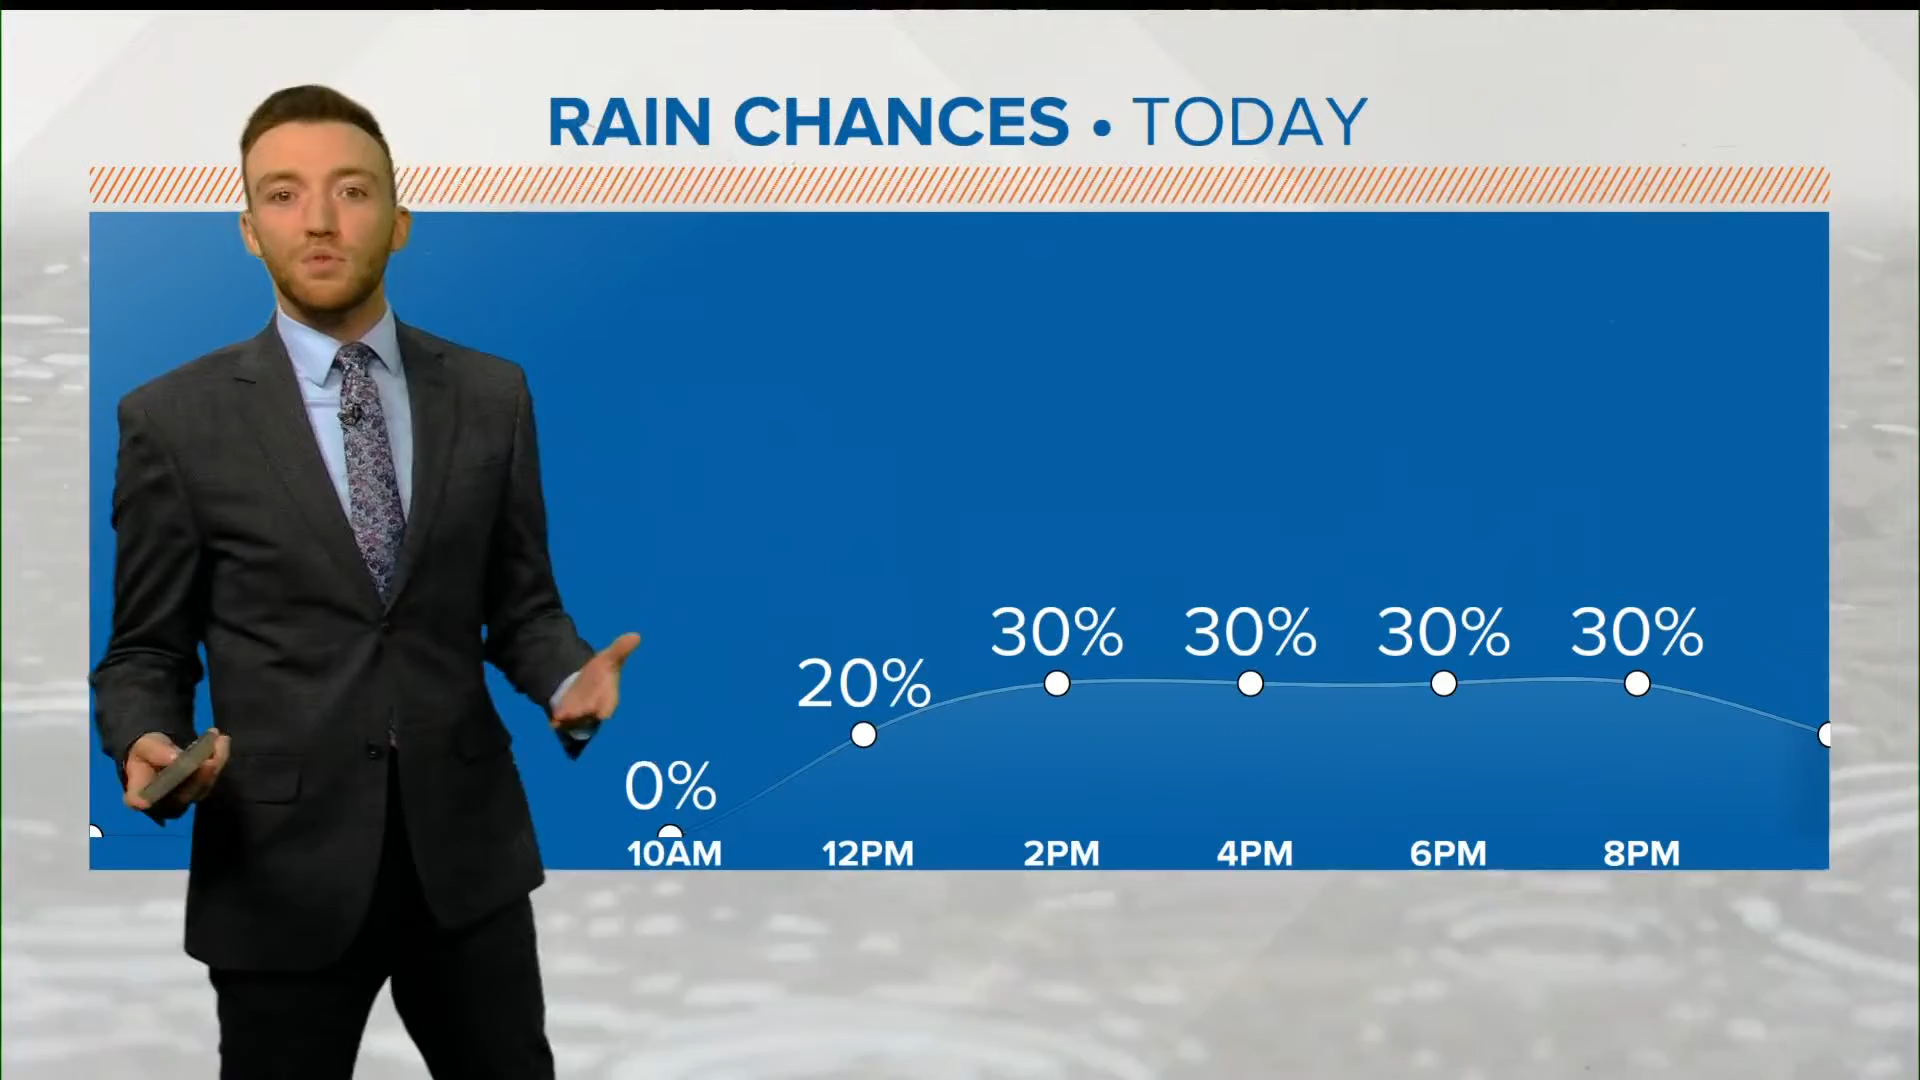 RAIN CHANCES • TODAY
30% 30% 30% 30%
20%
0%
10AM 12PM 2PM 4PM 6PM 8PM